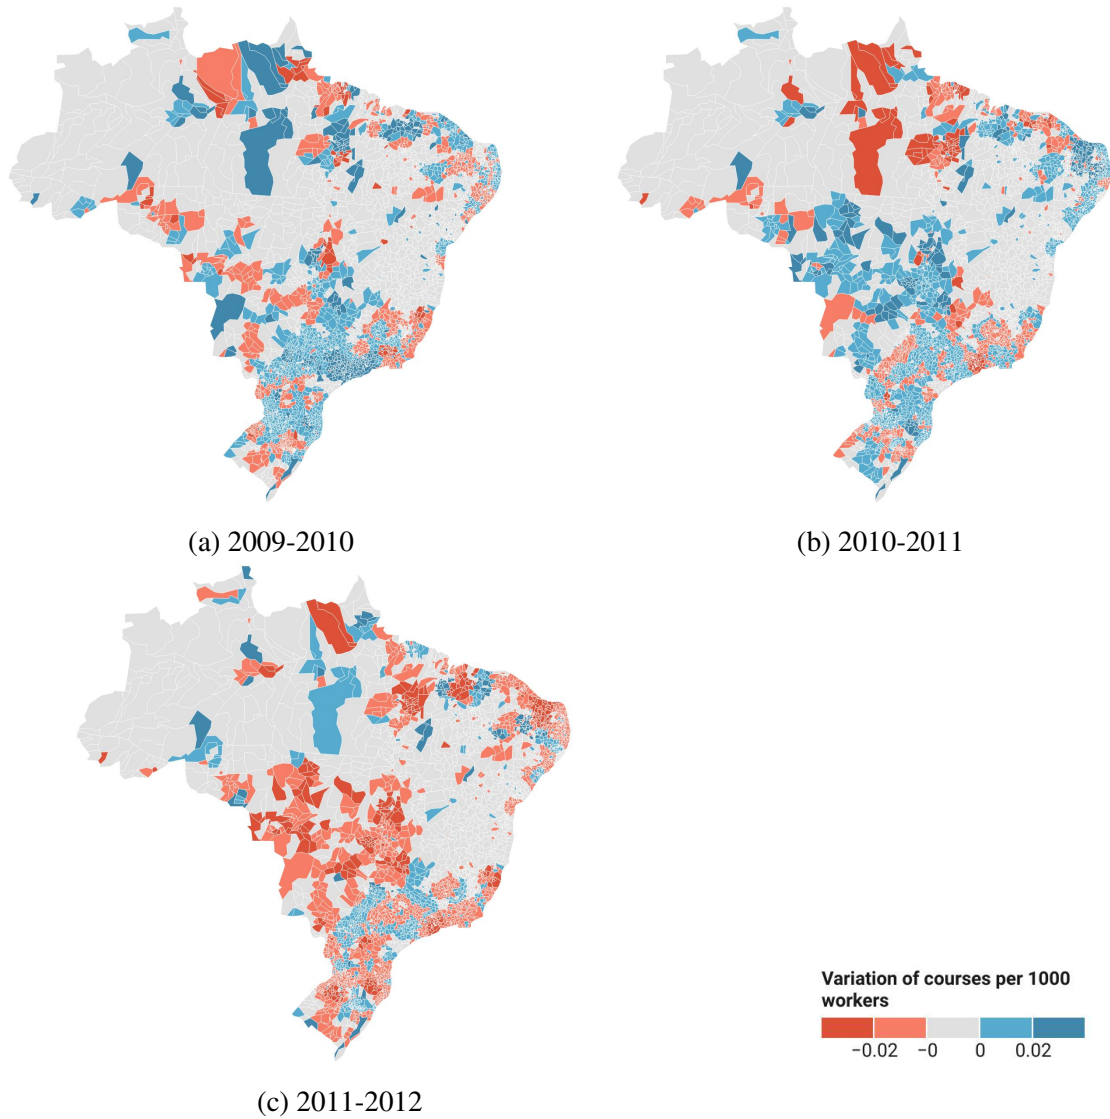 (a) 2009-2010
(b) 2010-2011
Variation of courses per 1000
workers
−0.02 −0 0 0.02
(c) 2011-2012